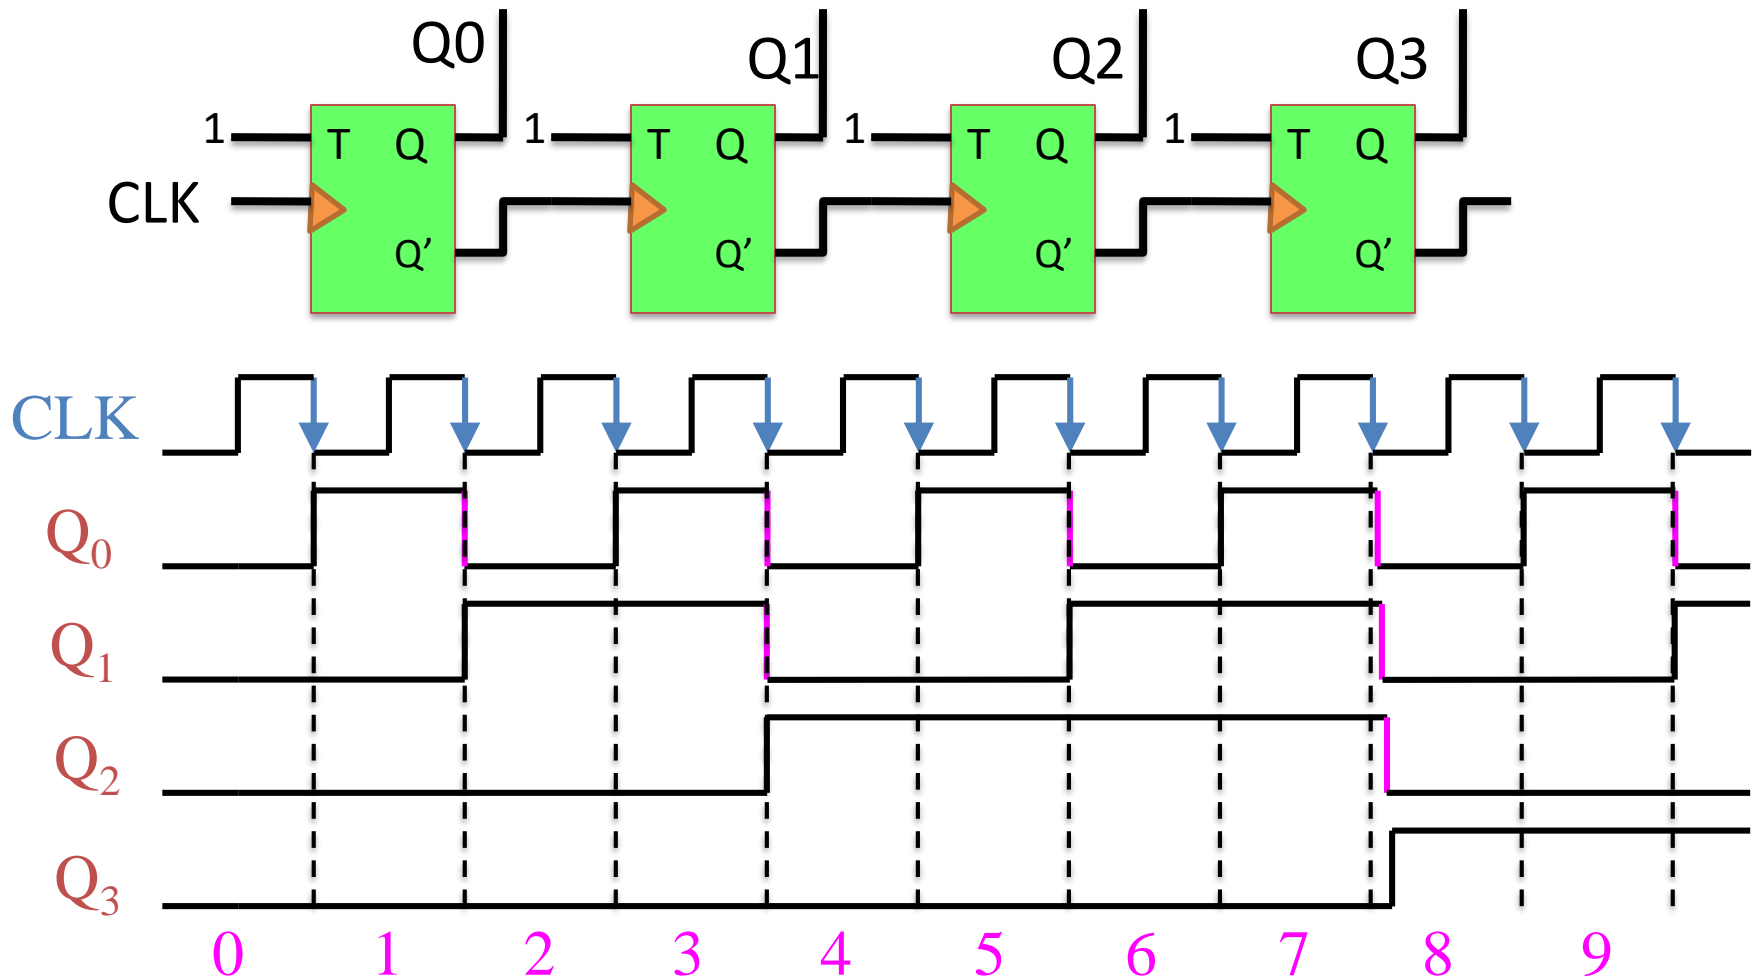 Q0 Q1 Q2 Q3
1 T Q 1 T Q 1 T Q 1 T Q
CLK
Q’ Q’ Q’ Q’
CLK
Q0
Q1
Q2
Q3
0 1 2 3 4 5 6 7 8 9